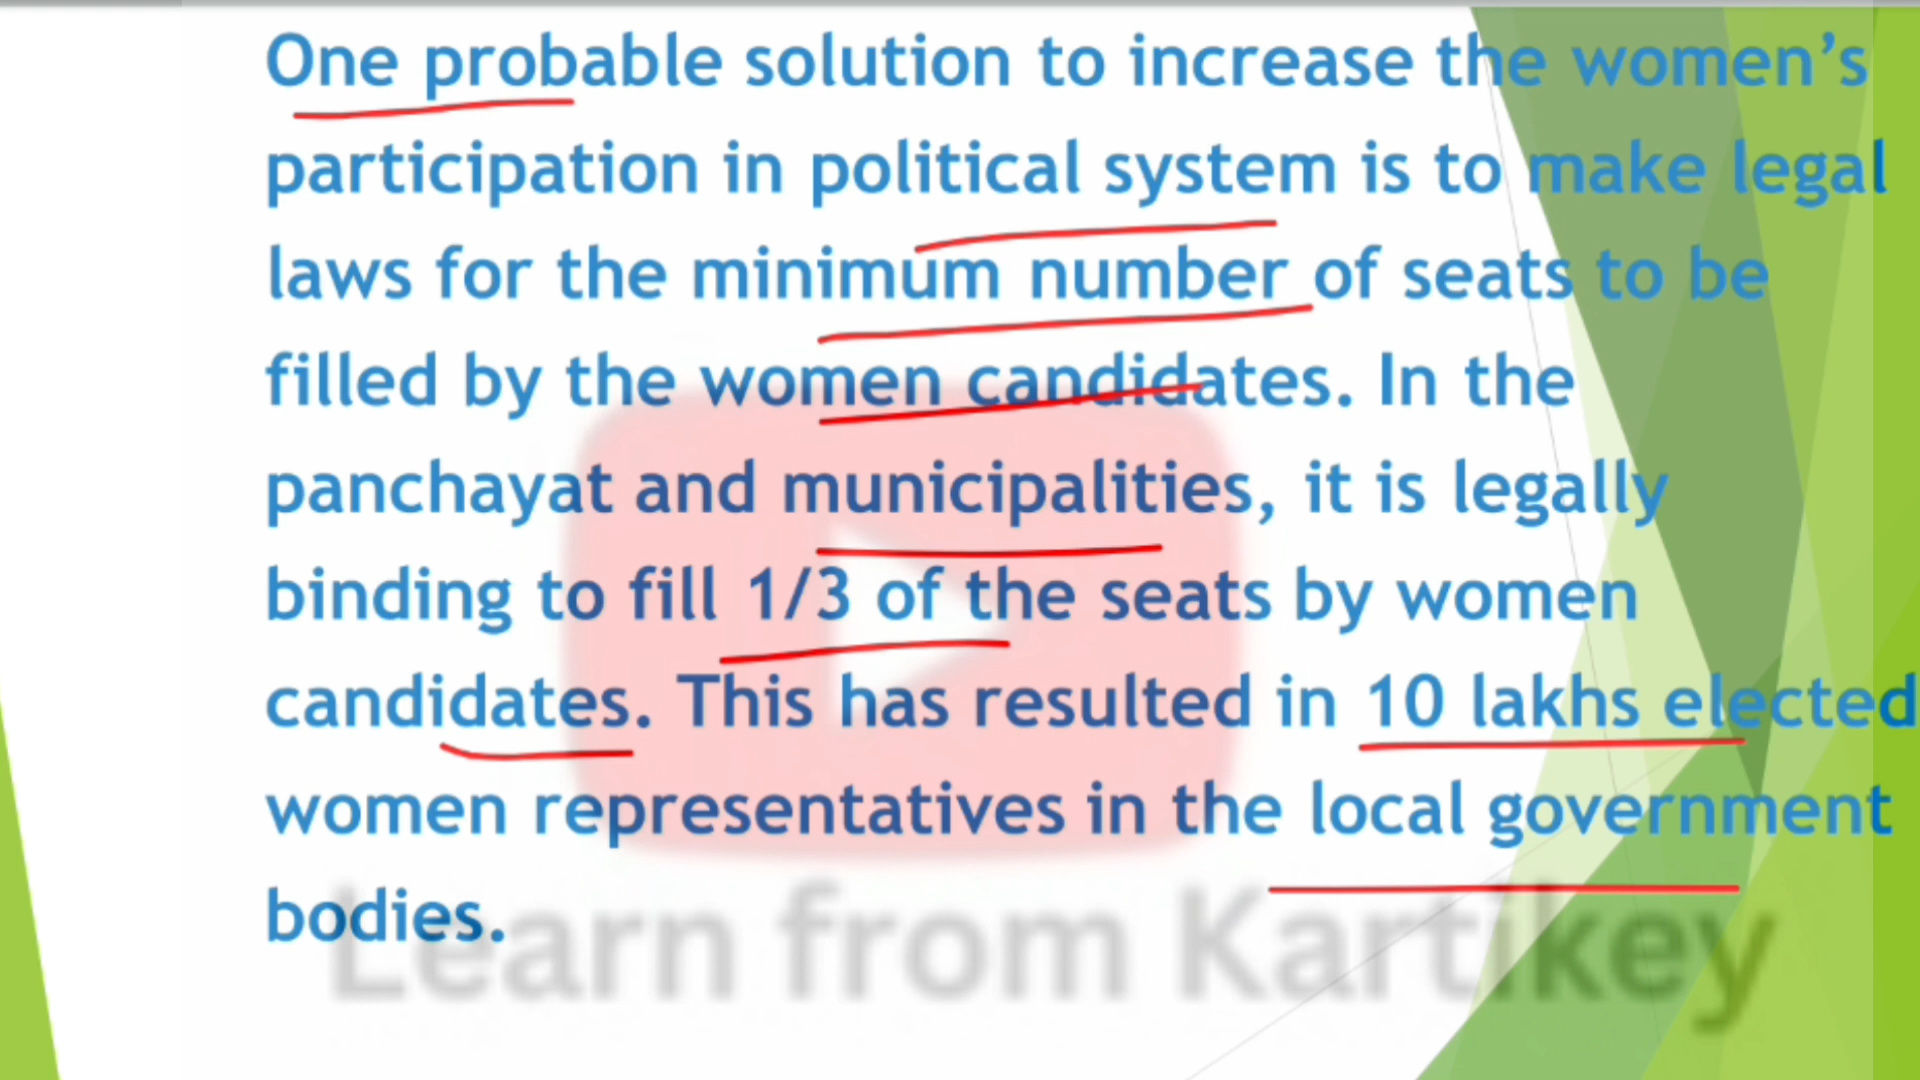 One probable solution to increase the women’s
participation in political system is to make legal
laws for the minimum number of seats to be
filled by the women candidates. In the
panchayat and municipalities, it is legally
binding to fill 1/3 of the seats by women
candidates. This has resulted in 10 lakhs elected
women representatives in the local government
bodies.
Learn from Kartikey